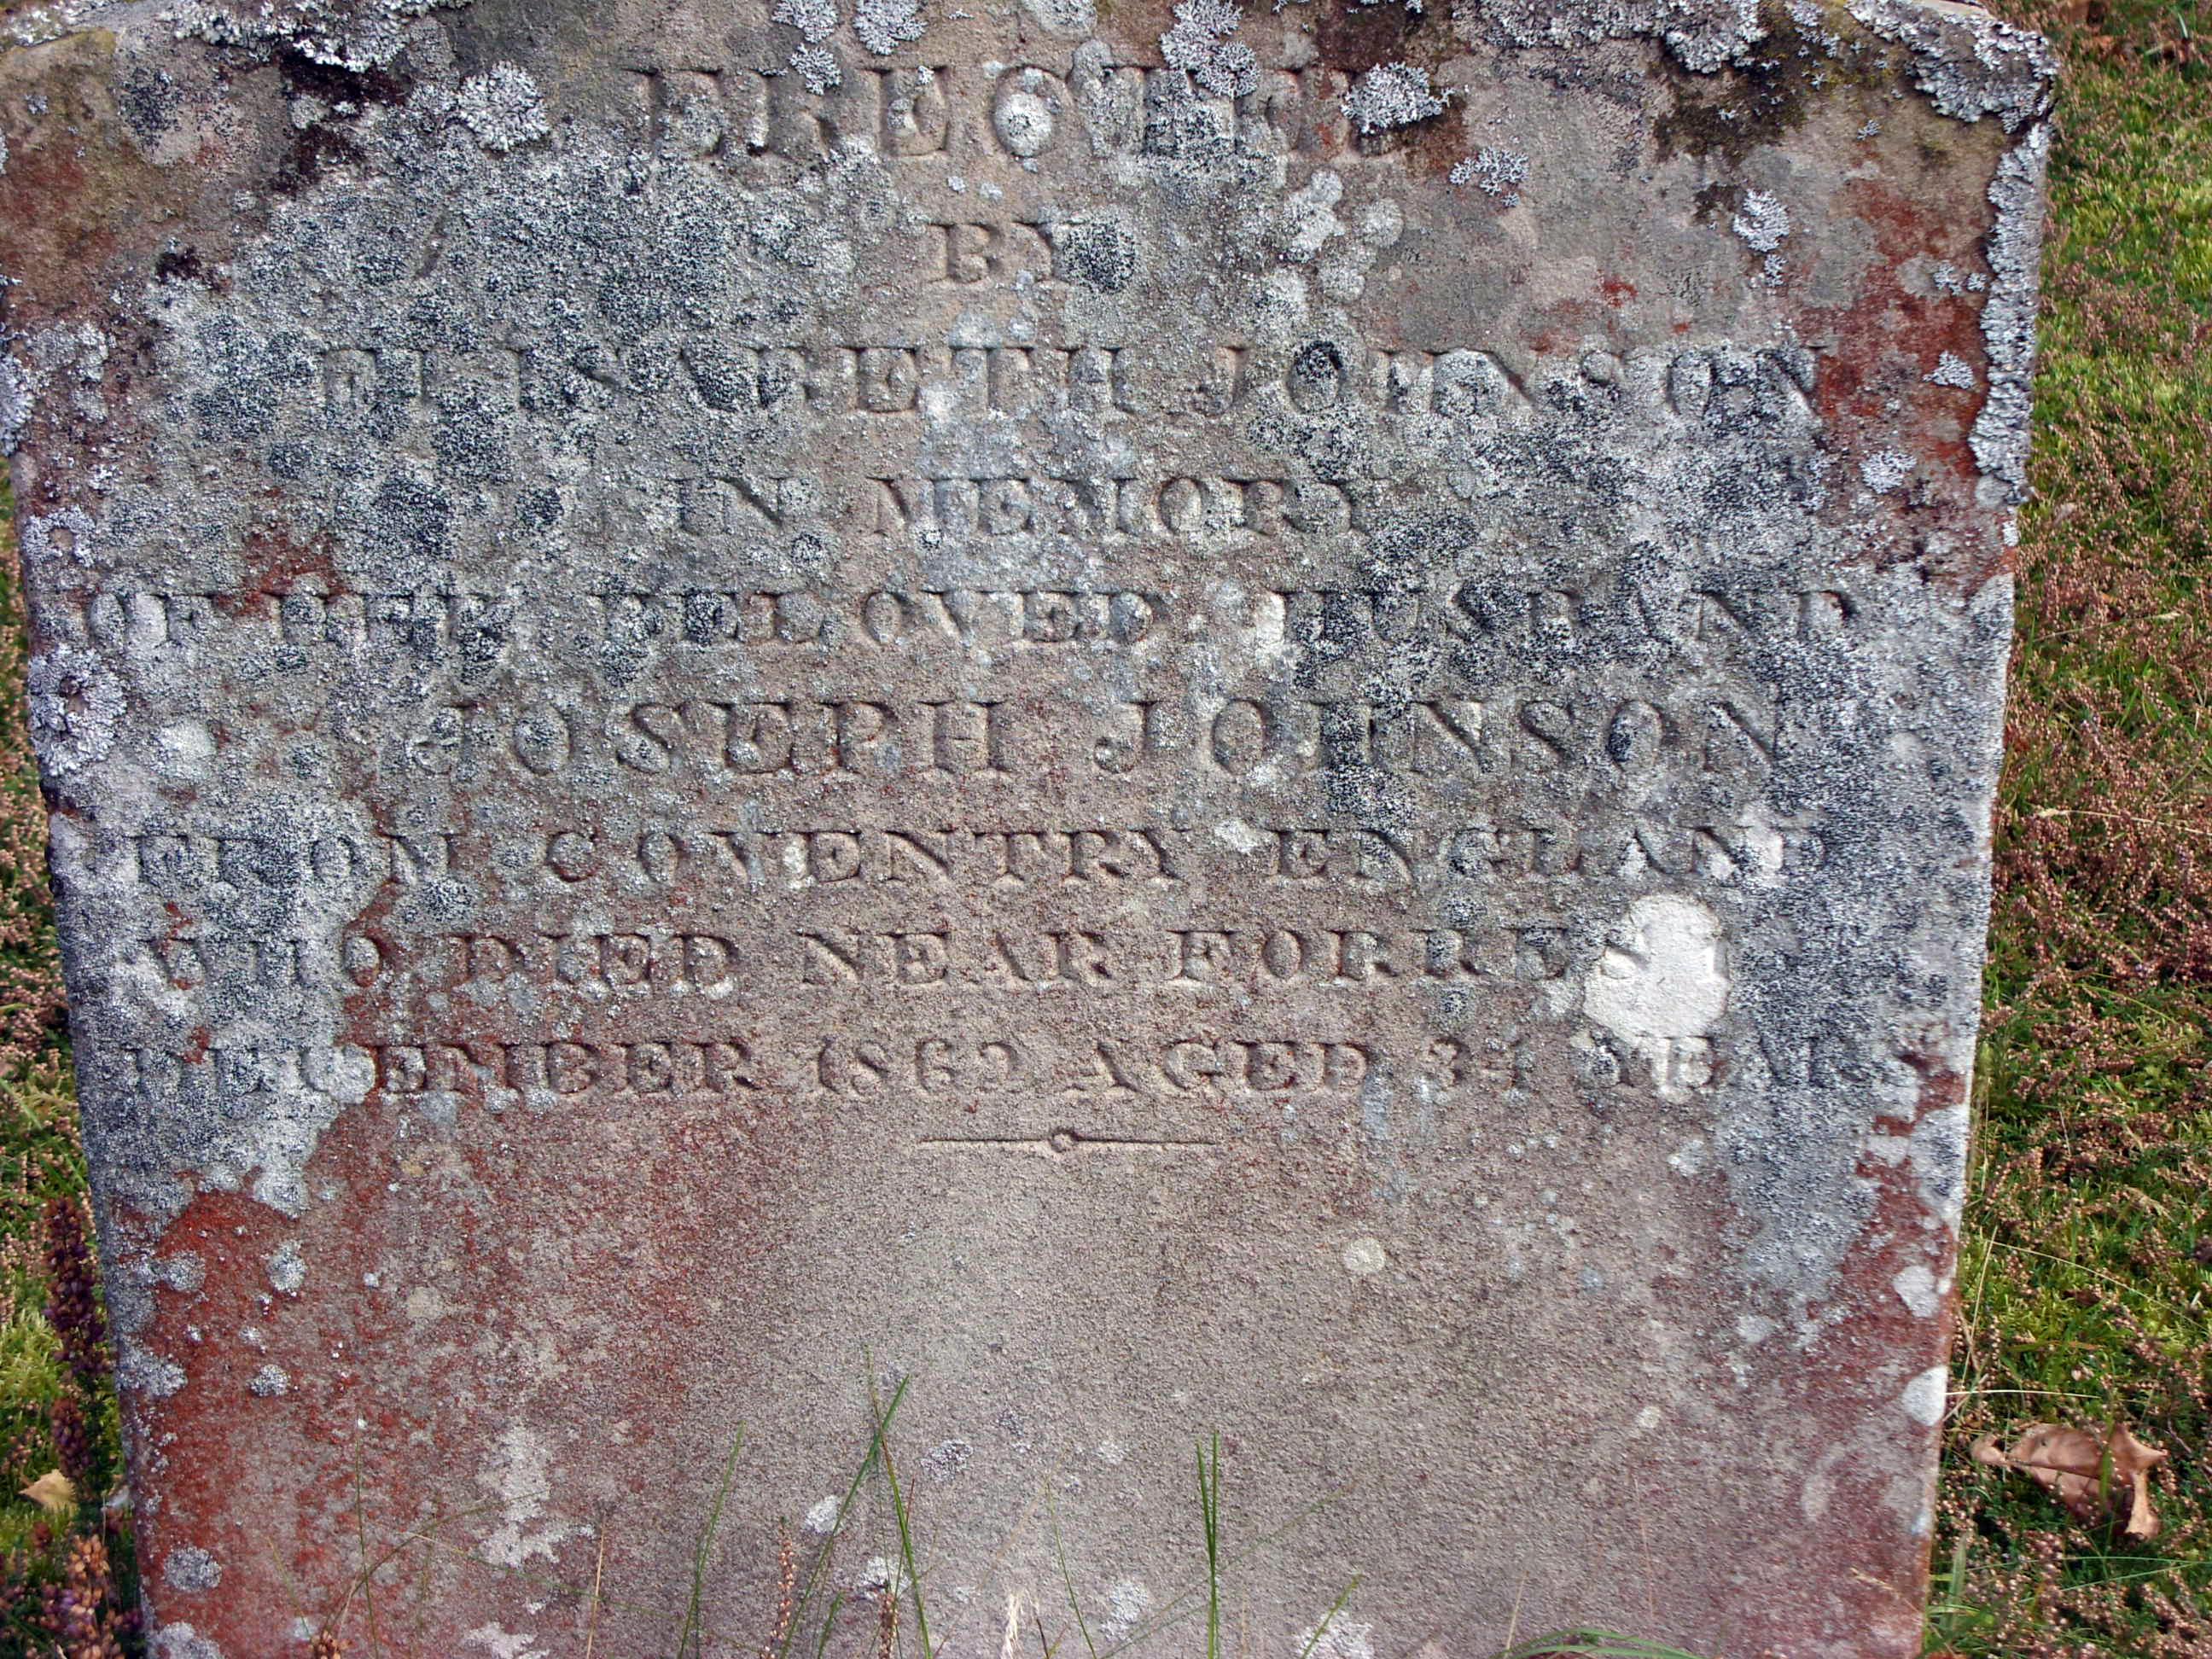 ERECTED
BY
ELISABETH JOHNSON
IN MEMORY
OF HER BELOVED HUSBAND
JOSEPH JOHNSON
FROM COVENTRY ENGLAND
WHO DIED NEAR FORRES
DECEMBER 1862 AGED 34 YEARS